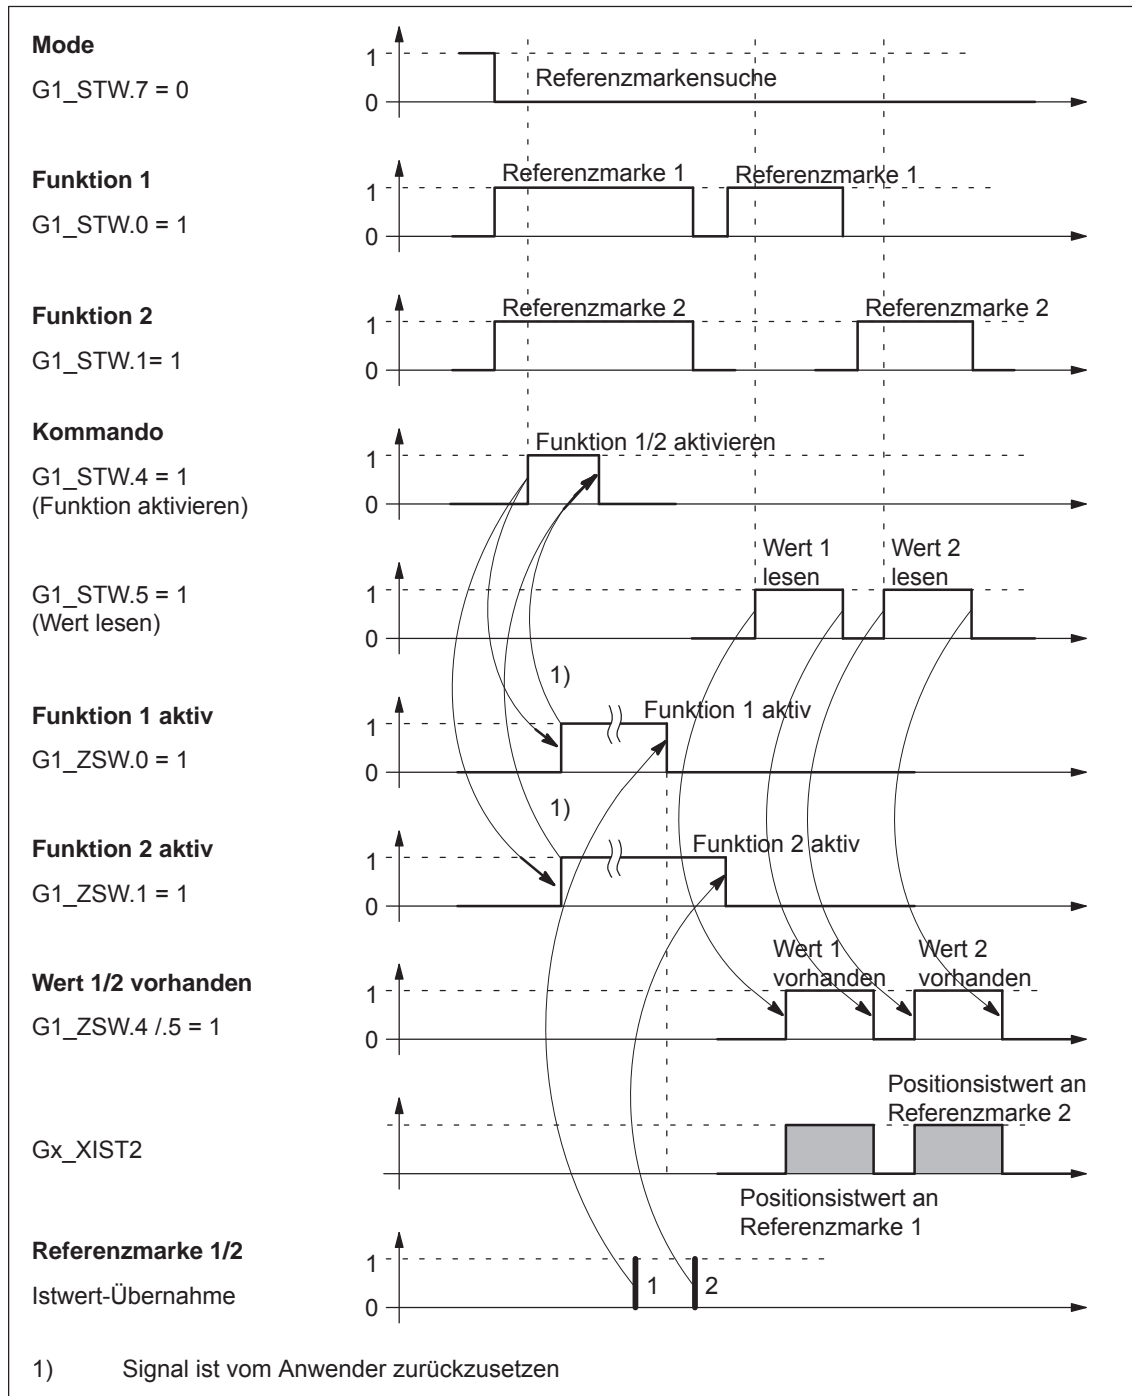 Mode
G1_STW.7 = 0
1
0
Referenzmarkensuche
Funktion 1
G1_STW.0 = 1
1
0
Referenzmarke 1
Referenzmarke 1
Funktion 2
G1_STW.1= 1
1
0
Referenzmarke 2
Referenzmarke 2
Kommando
G1_STW.4 = 1
(Funktion aktivieren)
1
0
Funktion 1/2 aktivieren
G1_STW.5 = 1
(Wert lesen)
1
0
Wert 1
lesen
Wert 2
lesen
1)
Funktion 1 aktiv
G1_ZSW.0 = 1
1
0
Funktion 1 aktiv
1)
Funktion 2 aktiv
G1_ZSW.1 = 1
1
0
Funktion 2 aktiv
Wert 1/2 vorhanden
G1_ZSW.4 /.5 = 1
1
0
Wert 1
vorhanden
Wert 2
vorhanden
Gx_XIST2
Positionsistwert an
Referenzmarke 2
Positionsistwert an
Referenzmarke 1
Referenzmarke 1/2
Istwert-Übernahme
1
0
1
2
1) Signal ist vom Anwender zurückzusetzen